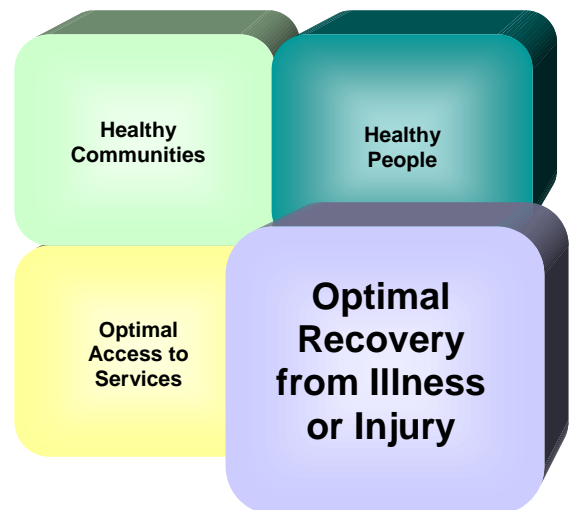 Healthy
Communities
Healthy
People
Optimal
Access to
Services
Optimal
Recovery
from Illness
or Injury